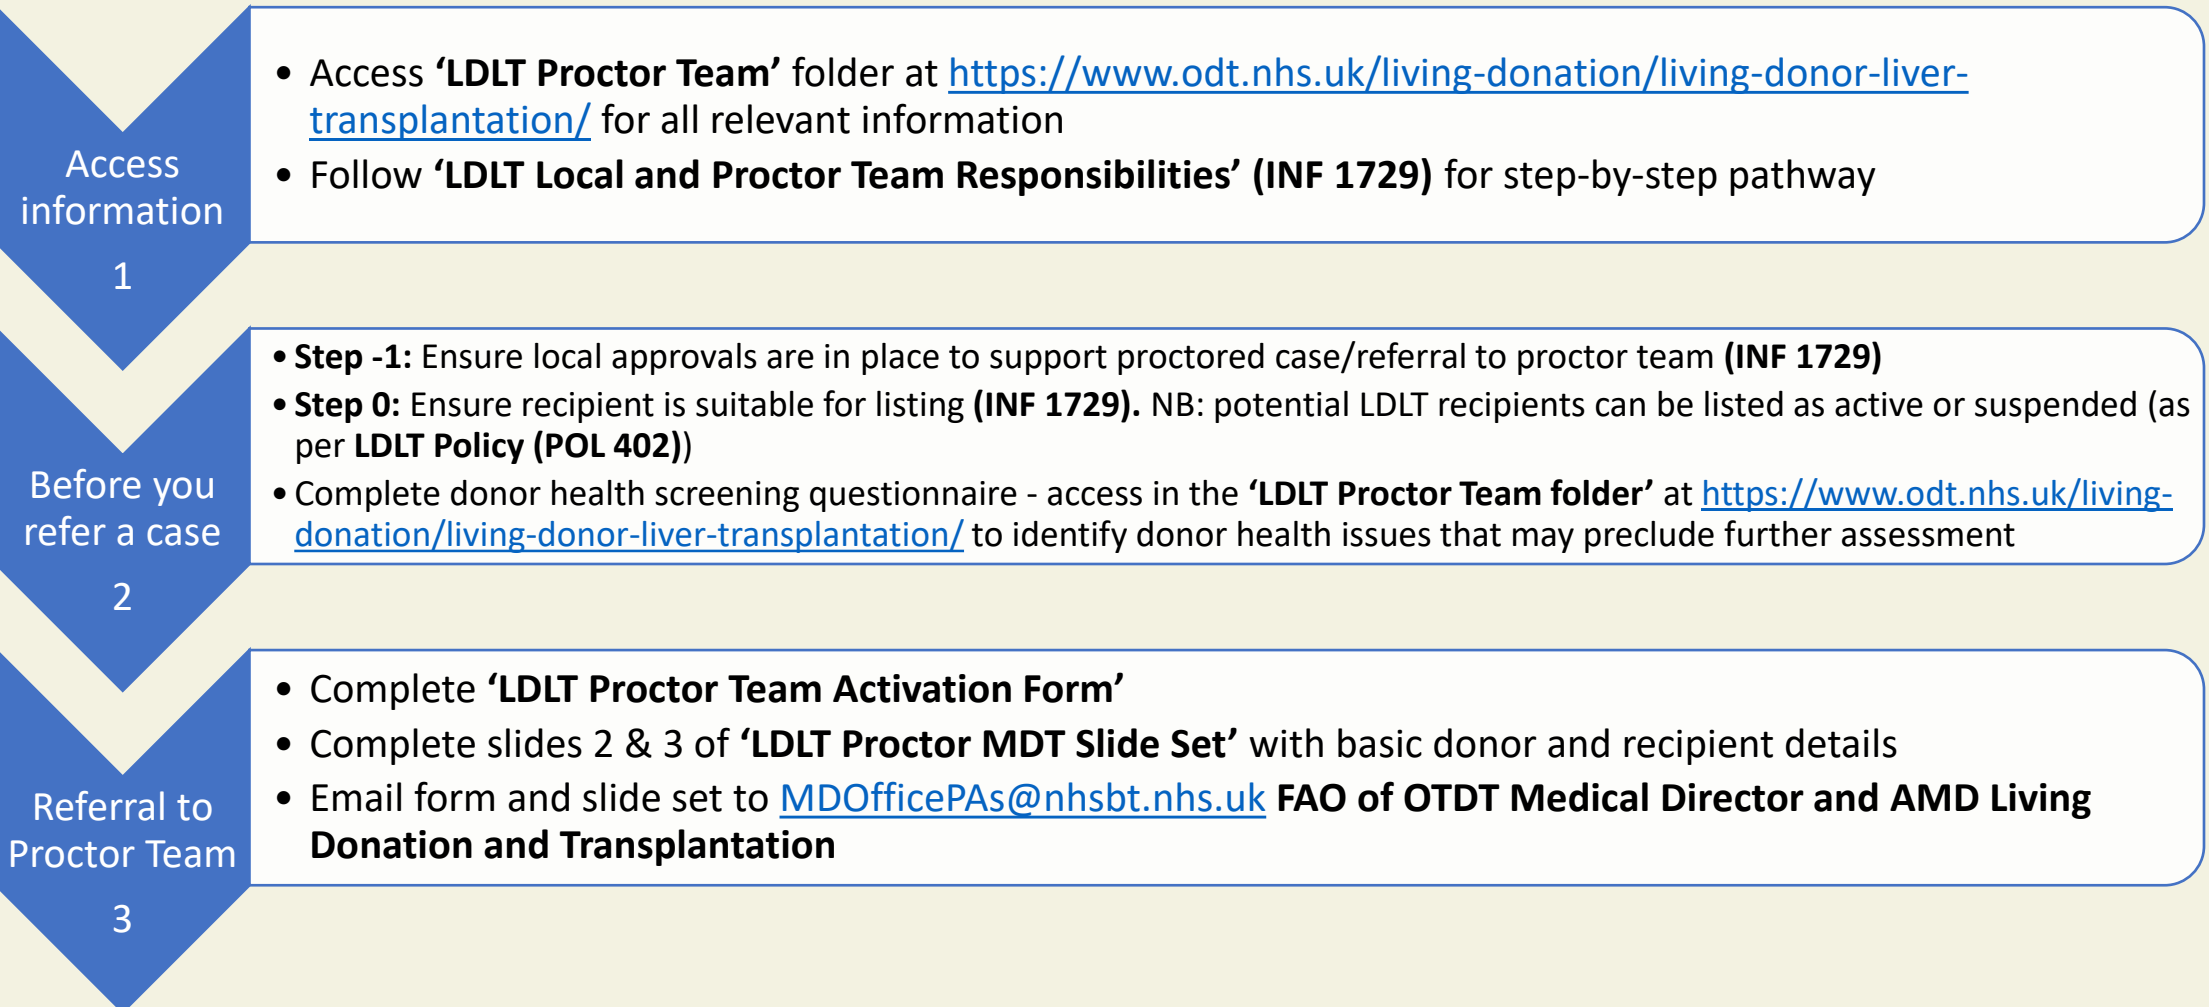 Access
information
1
• Access ‘LDLT Proctor Team’ folder at https://www.odt.nhs.uk/living-donation/living-donor-liver-
transplantation/ for all relevant information
• Follow ‘LDLT Local and Proctor Team Responsibilities’ (INF 1729) for step-by-step pathway
Before you
refer a case
2
• Step -1: Ensure local approvals are in place to support proctored case/referral to proctor team (INF 1729)
• Step 0: Ensure recipient is suitable for listing (INF 1729). NB: potential LDLT recipients can be listed as active or suspended (as
per LDLT Policy (POL 402))
• Complete donor health screening questionnaire - access in the ‘LDLT Proctor Team folder’ at https://www.odt.nhs.uk/living-
donation/living-donor-liver-transplantation/ to identify donor health issues that may preclude further assessment
Referral to
Proctor Team
3
• Complete ‘LDLT Proctor Team Activation Form’
• Complete slides 2 & 3 of ‘LDLT Proctor MDT Slide Set’ with basic donor and recipient details
• Email form and slide set to MDOfficePAs@nhsbt.nhs.uk FAO of OTDT Medical Director and AMD Living
Donation and Transplantation